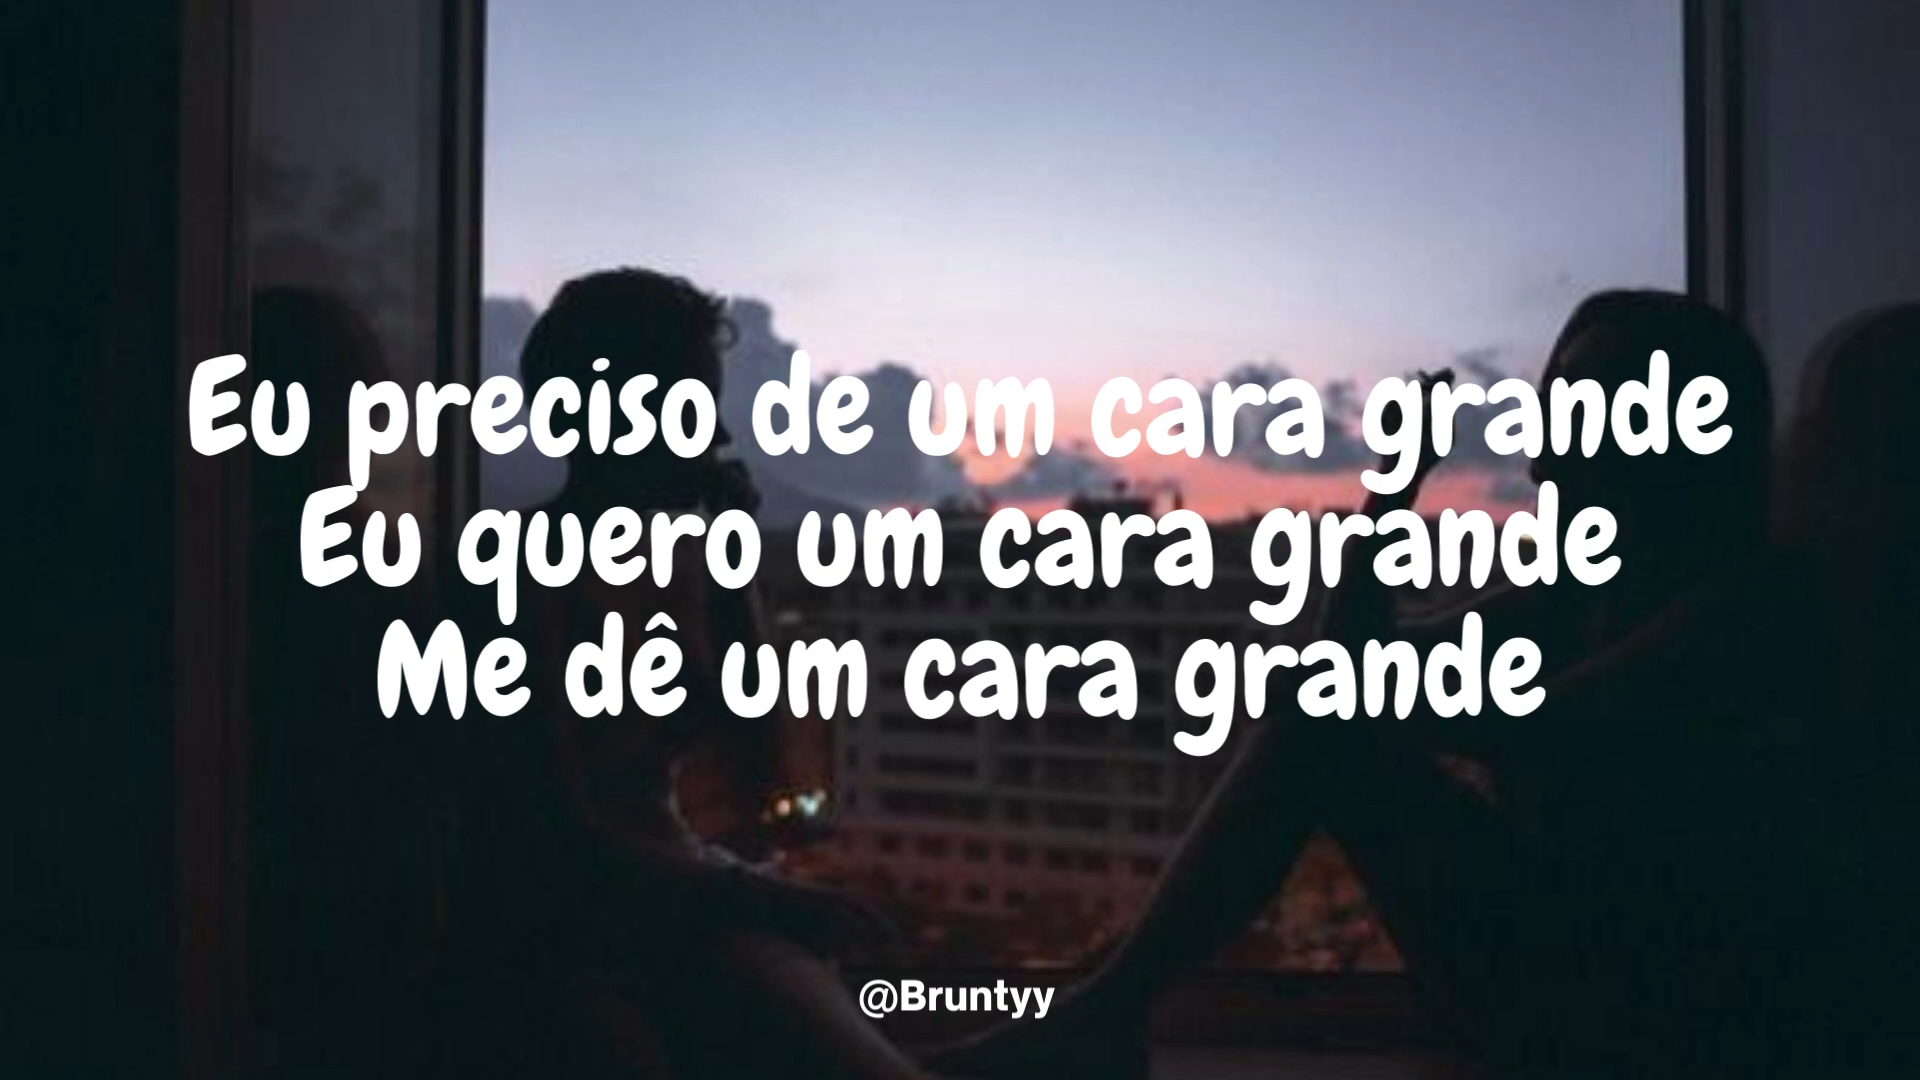 Eu preciso de um cara grande
Eu quero um cara grande
Me dê um cara grande
@Bruntyy